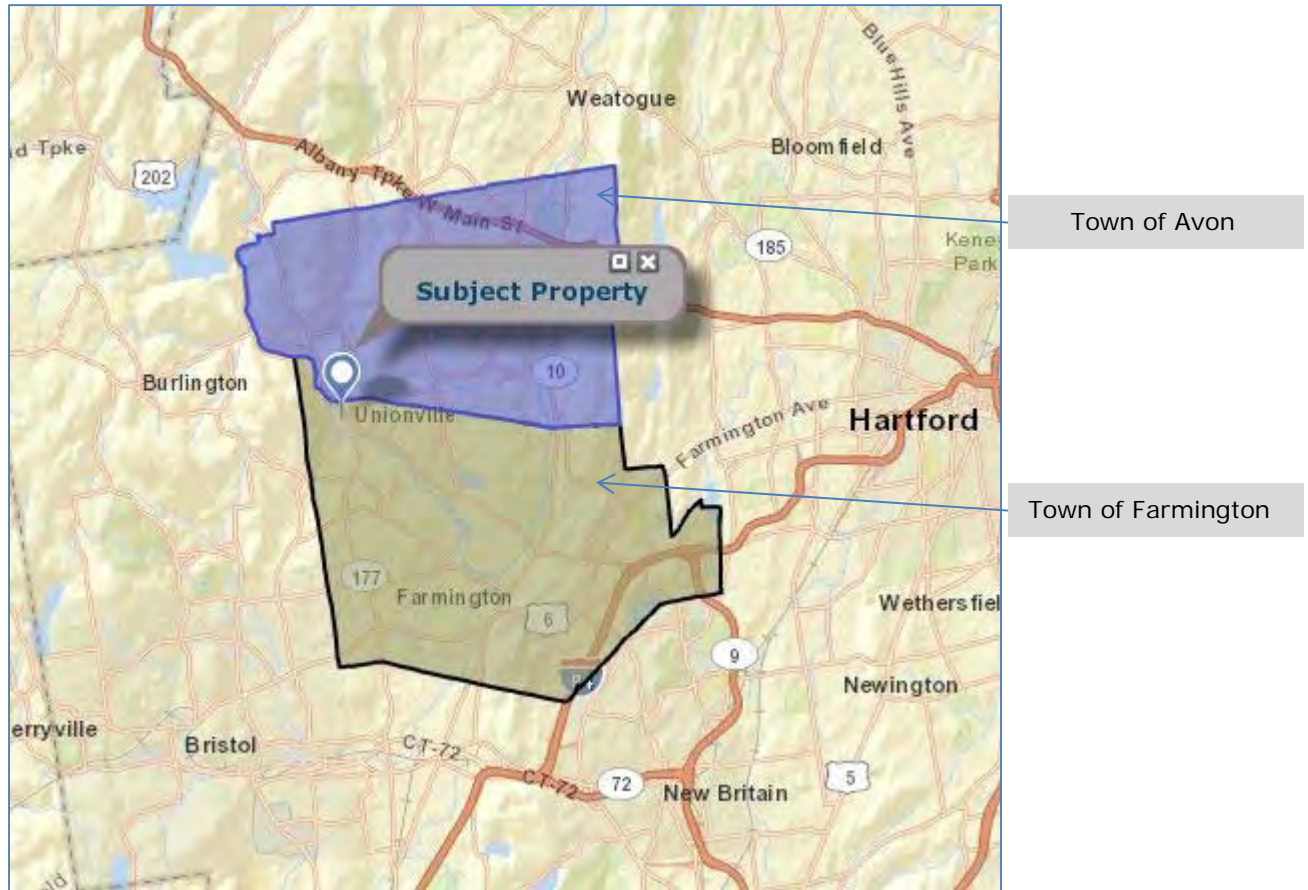 Blue Hills Ave
Weatogue
Bloomfield
d Tpke
202
Albany Tpke W Main St
Town of Avon
185
Kene
Park
Subject Property
Burlington
10
Unionville
Farmington Ave
Hartford
Town of Farmington
177
Farmington
6
Wethersfiel
9
84
Newington
erryville
Bristol
CT-72
CT-72
72
New Britain
5